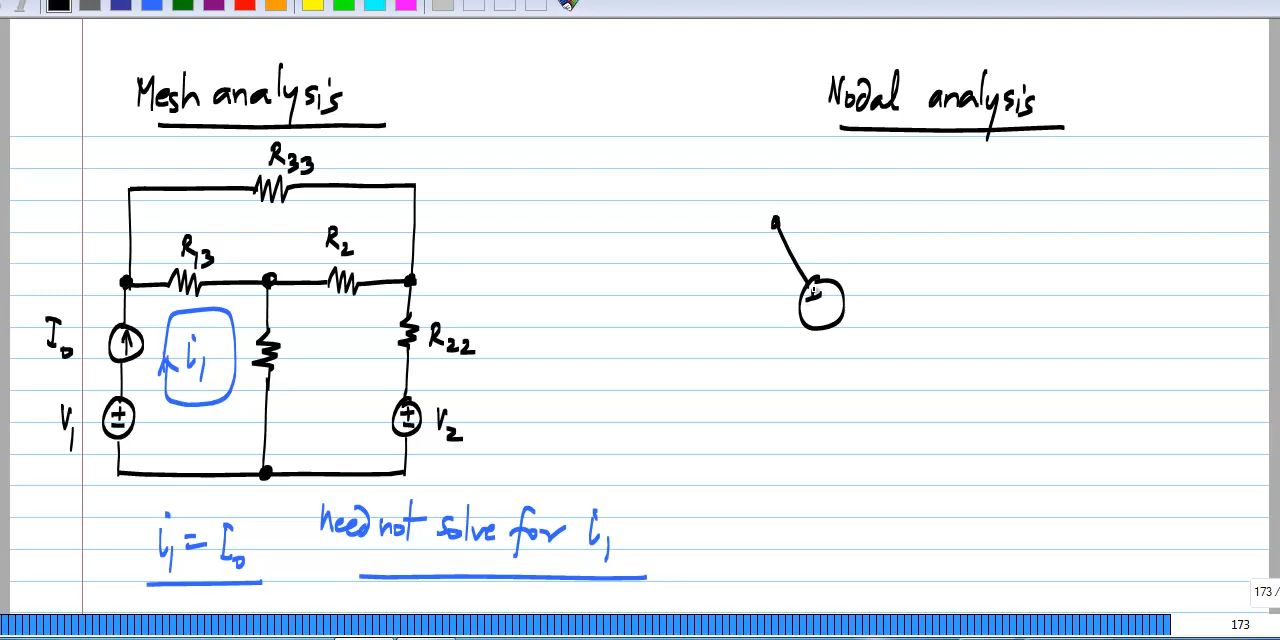 Mesh analysis
Nodal analysis
R33
R13
R2
I0
i1
R22
V1
V2
i1 = I0
need not solve for i1
173 /
173